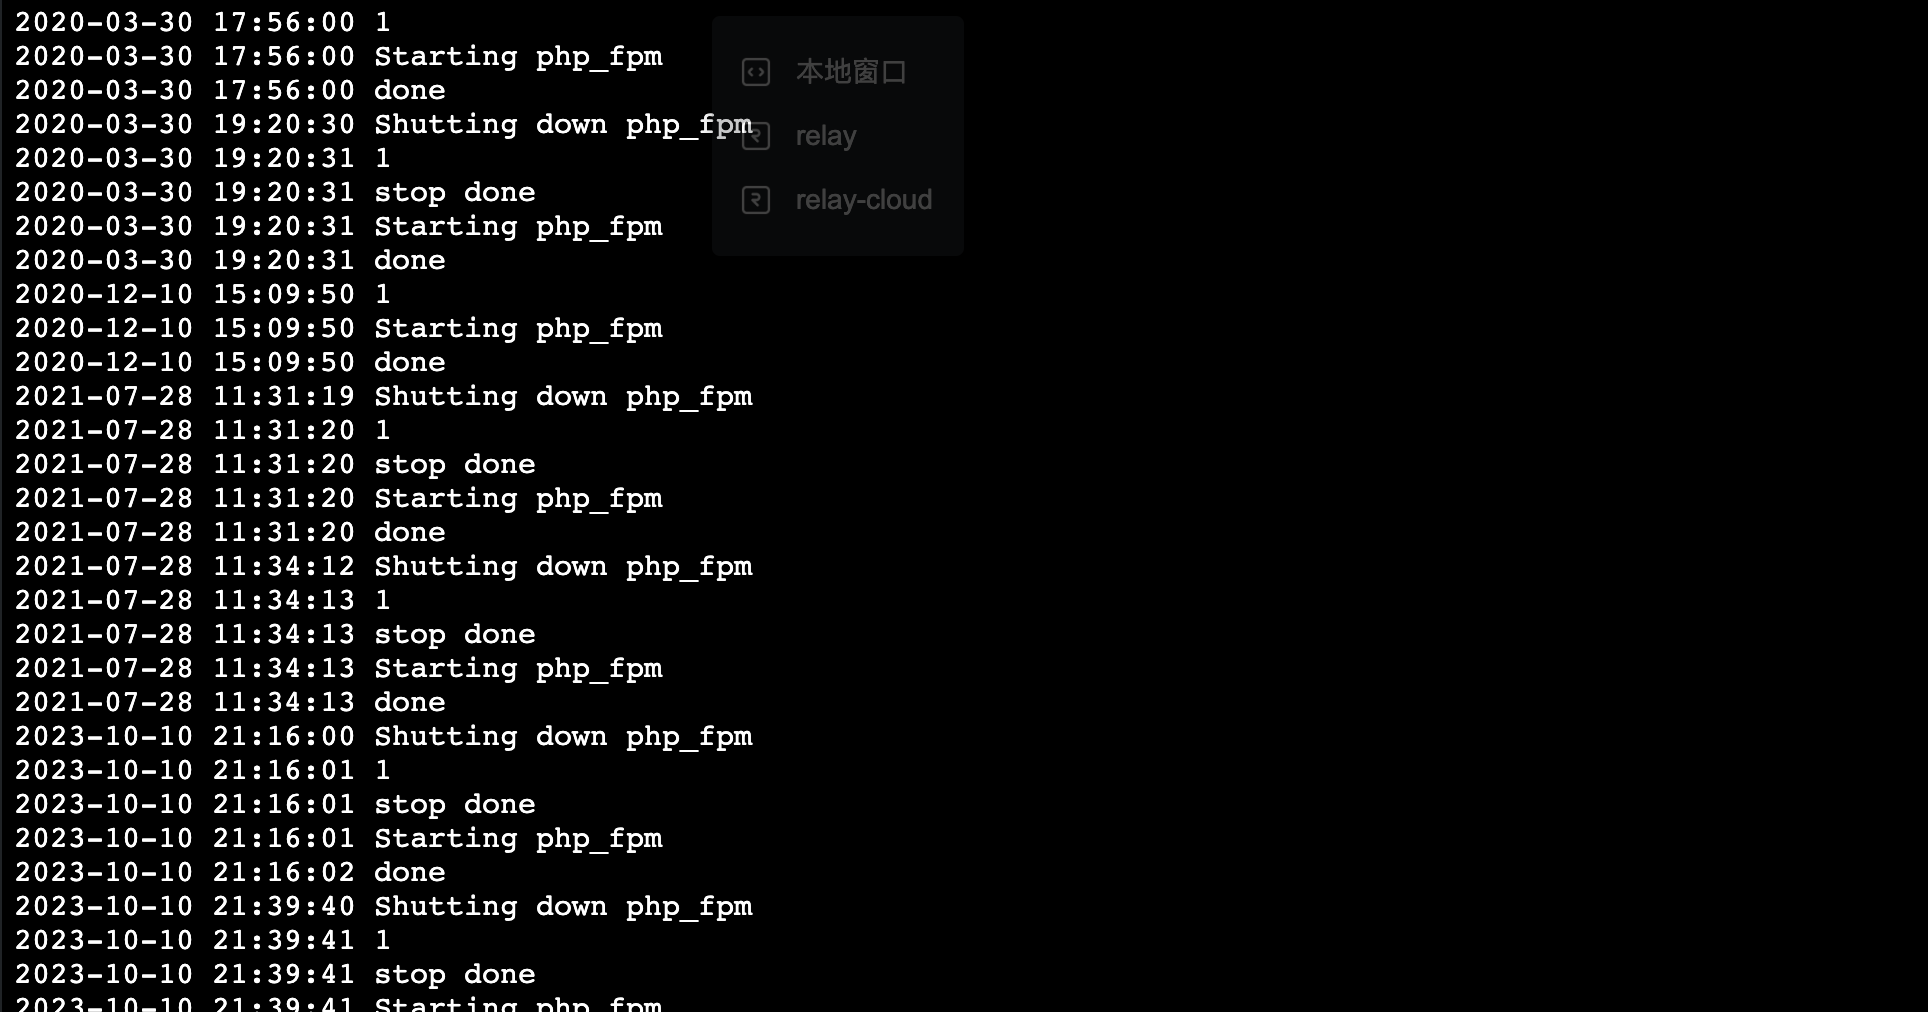 2020-03-30 17:56:00 1
2020-03-30 17:56:00 Starting php_fpm
2020-03-30 17:56:00 done
2020-03-30 19:20:30 Shutting down php_fpm
2020-03-30 19:20:31 1
2020-03-30 19:20:31 stop done
2020-03-30 19:20:31 Starting php_fpm
2020-03-30 19:20:31 done
2020-12-10 15:09:50 1
2020-12-10 15:09:50 Starting php_fpm
2020-12-10 15:09:50 done
2021-07-28 11:31:19 Shutting down php_fpm
2021-07-28 11:31:20 1
2021-07-28 11:31:20 stop done
2021-07-28 11:31:20 Starting php_fpm
2021-07-28 11:31:20 done
2021-07-28 11:34:12 Shutting down php_fpm
2021-07-28 11:34:13 1
2021-07-28 11:34:13 stop done
2021-07-28 11:34:13 Starting php_fpm
2021-07-28 11:34:13 done
2023-10-10 21:16:00 Shutting down php_fpm
2023-10-10 21:16:01 1
2023-10-10 21:16:01 stop done
2023-10-10 21:16:01 Starting php_fpm
2023-10-10 21:16:02 done
2023-10-10 21:39:40 Shutting down php_fpm
2023-10-10 21:39:41 1
2023-10-10 21:39:41 stop done
2023-10-10 21:39:41 Starting php_fpm
本地窗口
relay
relay-cloud